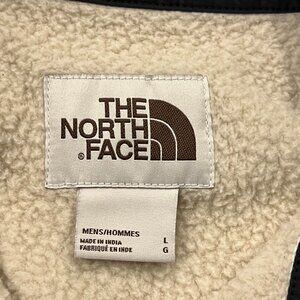 THE
NORTH
®FACE
MENS/HOMMES
MADE IN INDIA L
FABRIQUÉ EN INDE G